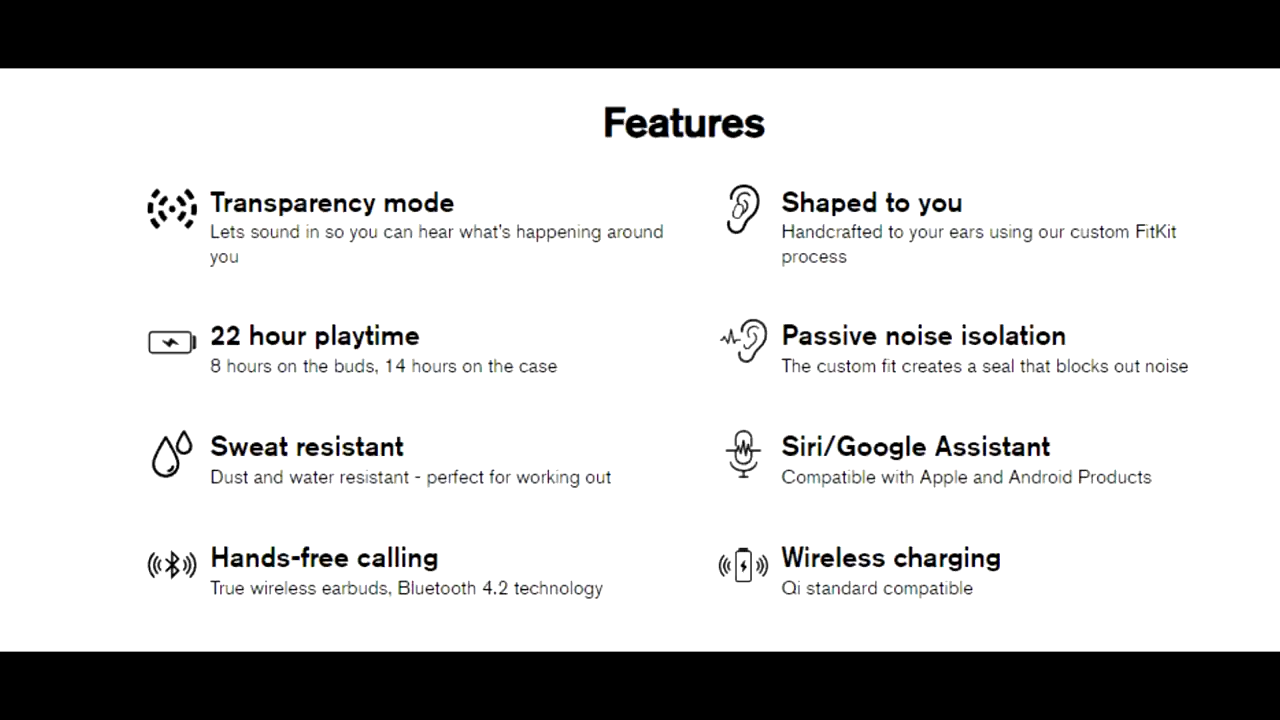 Features
Transparency mode
Lets sound in so you can hear what's happening around
you
Shaped to you
Handcrafted to your ears using our custom FitKit
process
22 hour playtime
8 hours on the buds, 14 hours on the case
Passive noise isolation
The custom fit creates a seal that blocks out noise
Sweat resistant
Dust and water resistant - perfect for working out
Siri/Google Assistant
Compatible with Apple and Android Products
Hands-free calling
True wireless earbuds, Bluetooth 4.2 technology
Wireless charging
Qi standard compatible